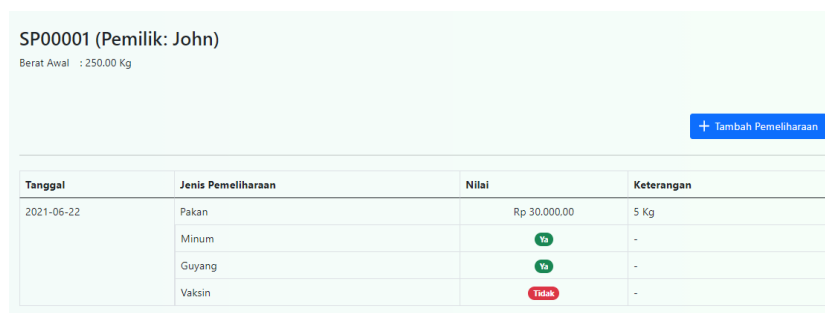 SP00001 (Pemilik: John)
Berat Awal : 250.00 Kg
+ Tambah Pemeliharaan
Tanggal Jenis Pemeliharaan Nilai Keterangan
2021-06-22 Pakan Rp 30.000,00 5 Kg
Minum Ya -
Guyang Ya -
Vaksin Tidak -